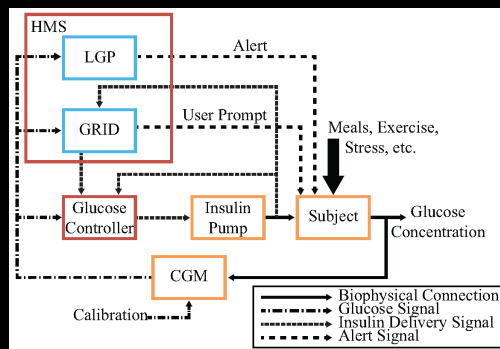 HMS
LGP
Alert
GRID
User Prompt
Meals, Exercise,
Stress, etc.
Glucose
Controller
Insulin
Pump
Subject
Glucose
Concentration
CGM
Calibration
Biophysical Connection
Glucose Signal
Insulin Delivery Signal
Alert Signal